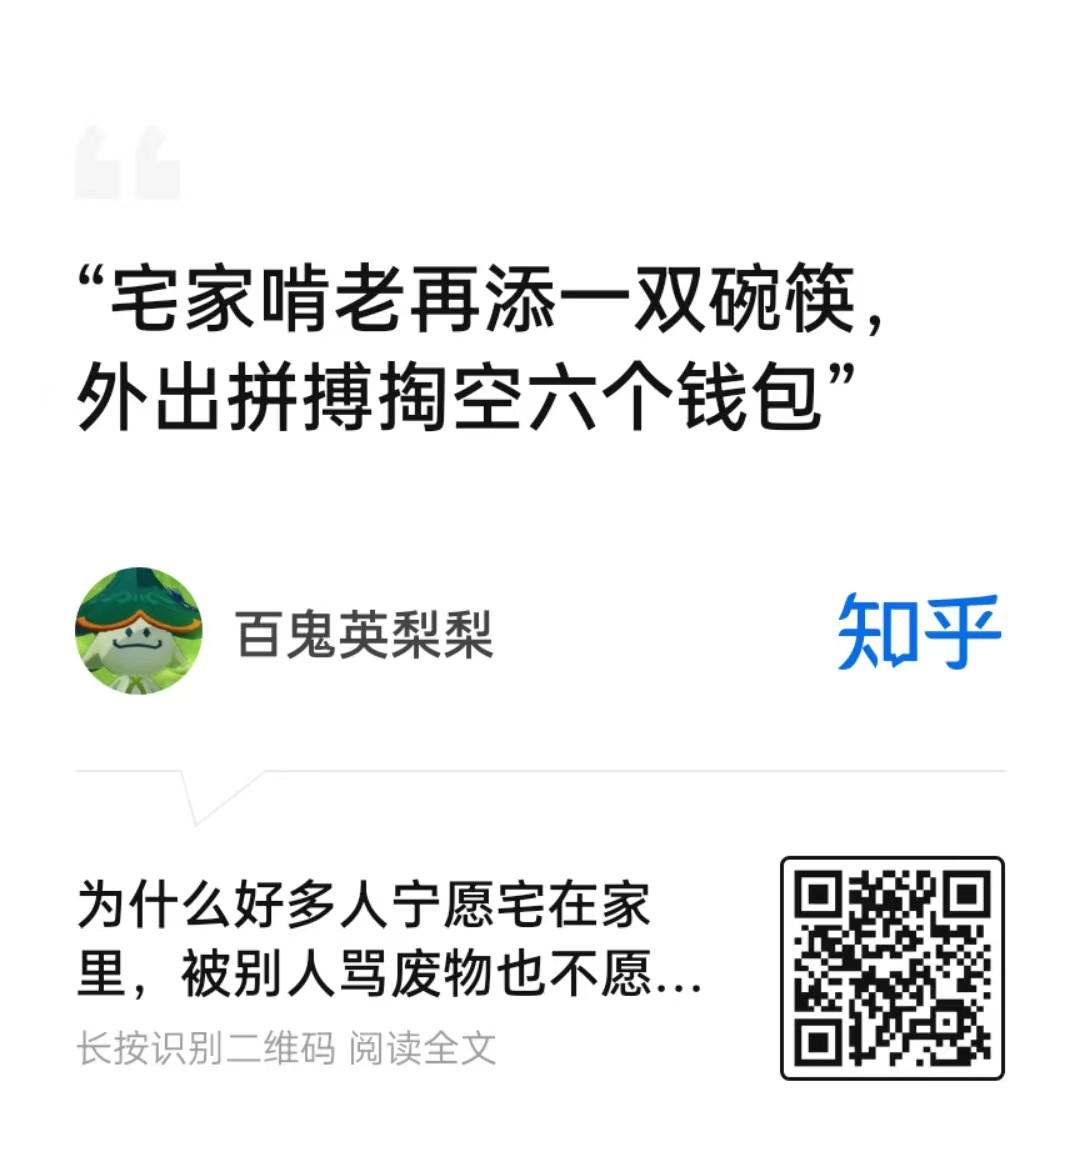 “宅家啃老再添一双碗筷，
外出拼搏掏空六个钱包”
百鬼英梨梨
知乎
为什么好多人宁愿宅在家
里，被别人骂废物也不愿...
长按识别二维码 阅读全文